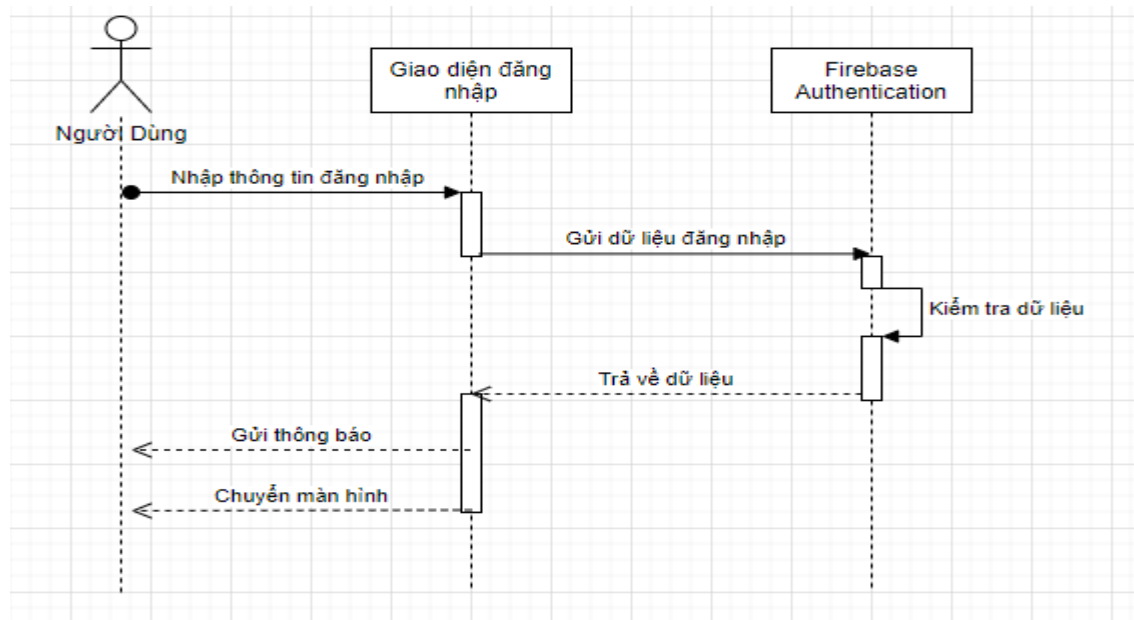 Giao diện đăng
nhập
Firebase
Authentication
Người Dùng
Nhập thông tin đăng nhập
Gửi dữ liệu đăng nhập
Kiểm tra dữ liệu
Trả về dữ liệu
Gửi thông báo
Chuyển màn hình